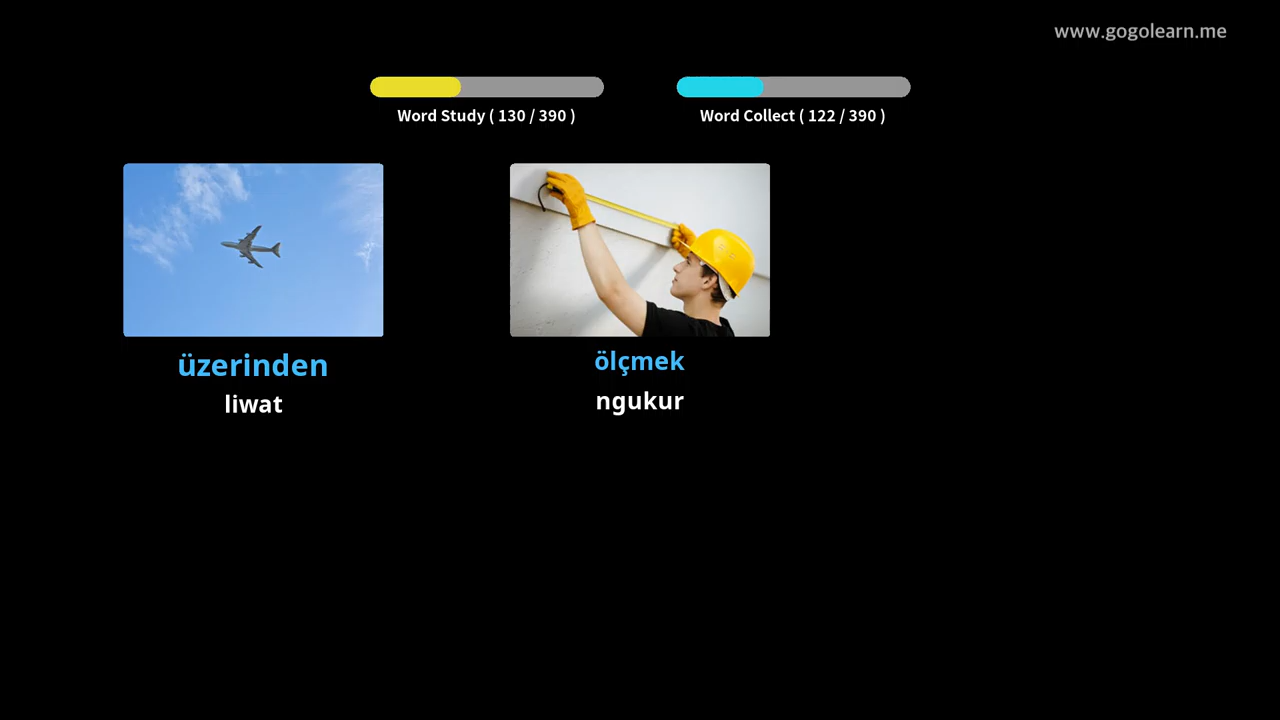 www.gogolearn.me
Word Study ( 130 / 390 )
Word Collect ( 122 / 390 )
üzerinden
liwat
ölçmek
ngukur